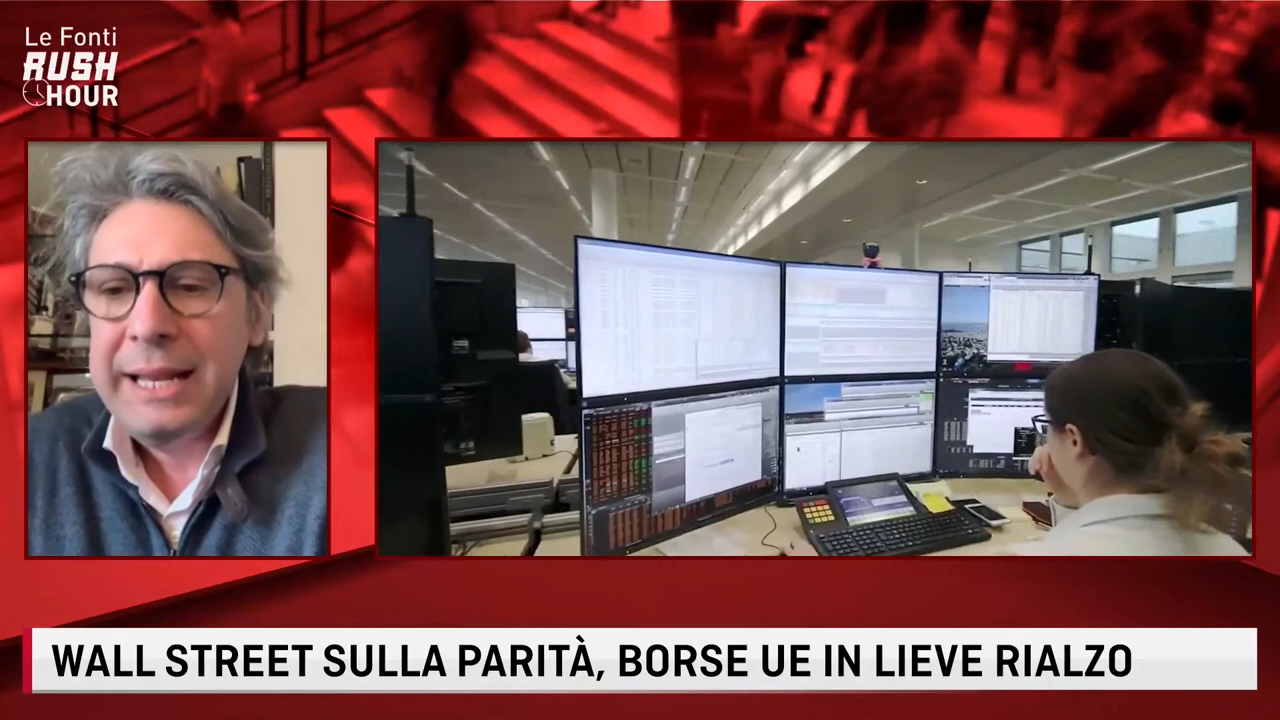 Le Fonti
RUSH
HOUR
WALL STREET SULLA PARITÀ, BORSE UE IN LIEVE RIALZO